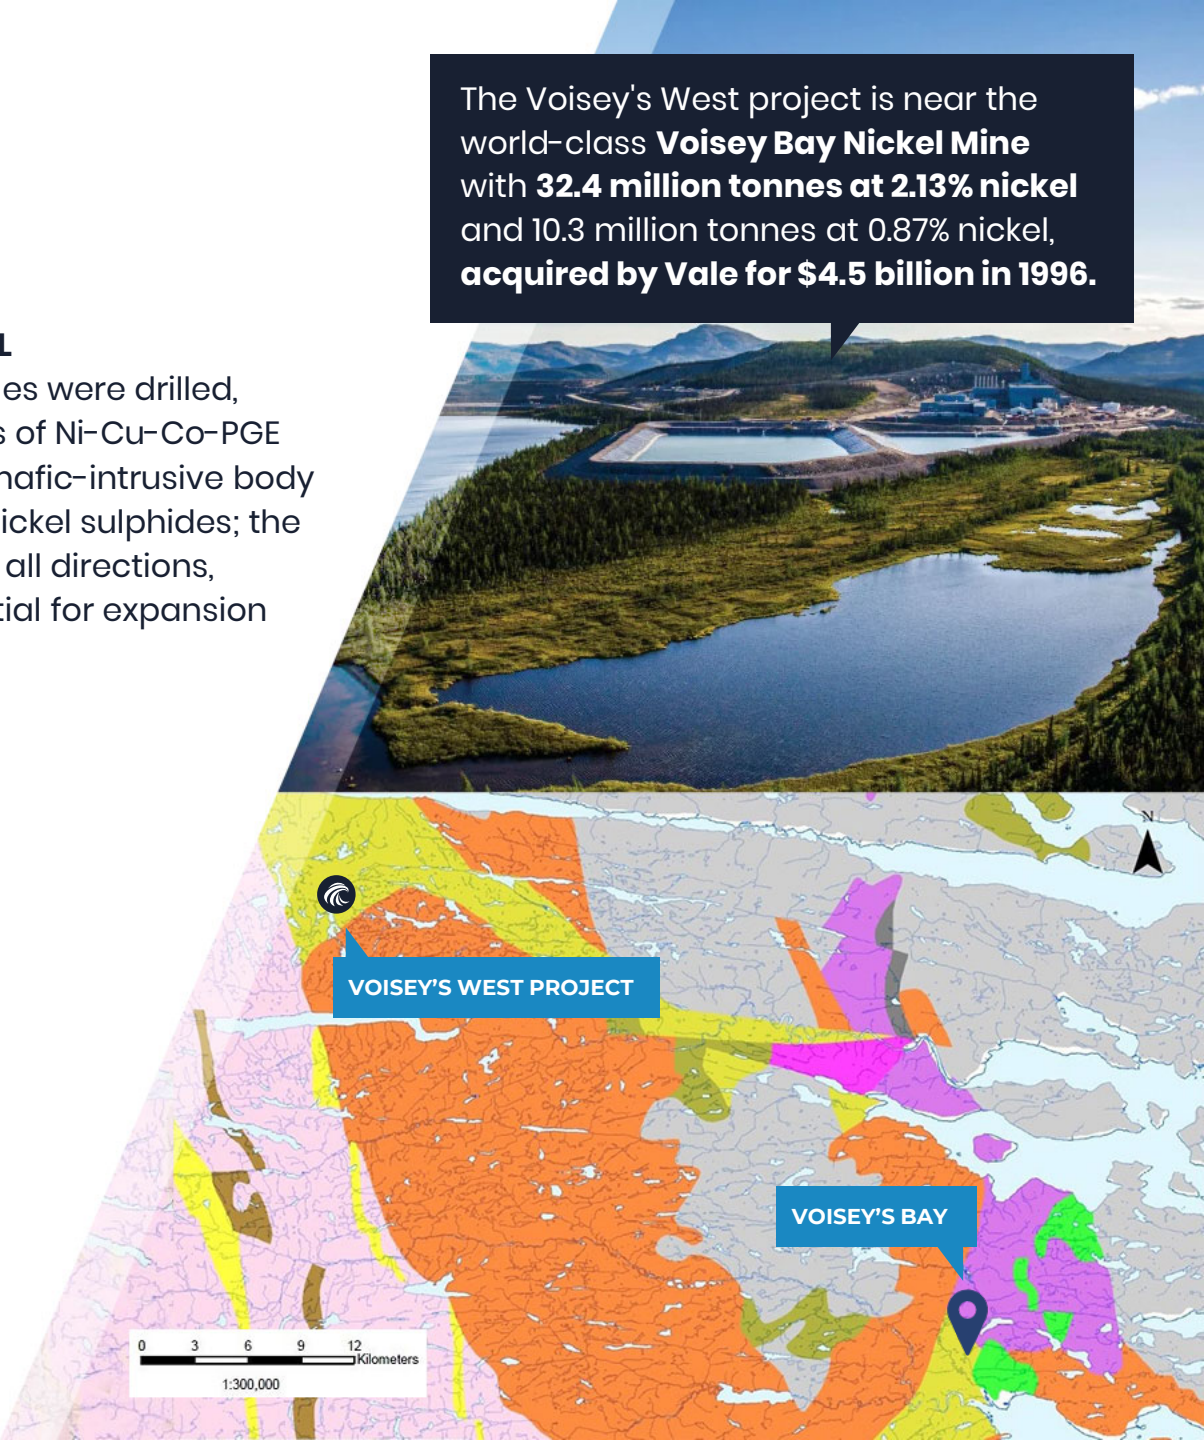 The Voisey's West project is near the
world-class Voisey Bay Nickel Mine
with 32.4 million tonnes at 2.13% nickel
and 10.3 million tonnes at 0.87% nickel,
acquired by Vale for $4.5 billion in 1996.
L
es were drilled,
s of Ni-Cu-Co-PGE
nafic-intrusive body
ickel sulphides; the
all directions,
tial for expansion
N
VOISEY'S WEST PROJECT
VOISEY'S BAY
0 3 6 9 12
Kilometers
1:300,000